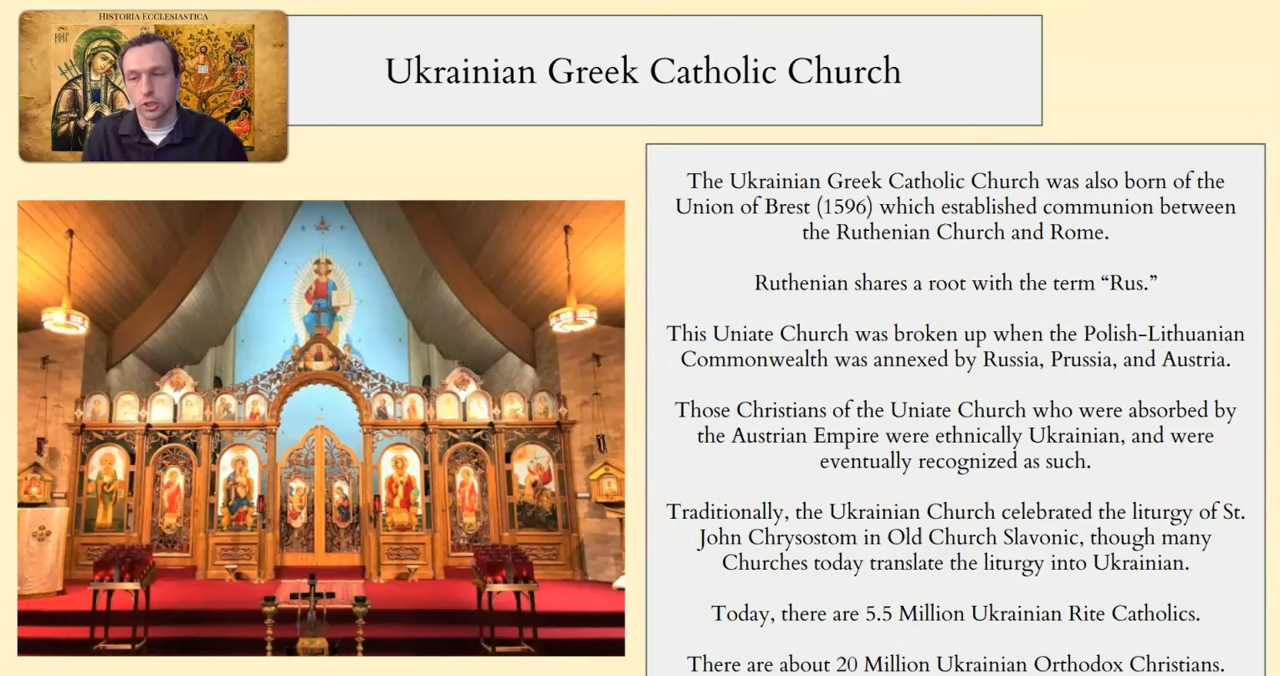 HISTORIA ECCLESIASTICA
Ukrainian Greek Catholic Church
The Ukrainian Greek Catholic Church was also born of the
Union of Brest (1596) which established communion between
the Ruthenian Church and Rome.
Ruthenian shares a root with the term “Rus.”
This Uniate Church was broken up when the Polish-Lithuanian
Commonwealth was annexed by Russia, Prussia, and Austria.
Those Christians of the Uniate Church who were absorbed by
the Austrian Empire were ethnically Ukrainian, and were
eventually recognized as such.
Traditionally, the Ukrainian Church celebrated the liturgy of St.
John Chrysostom in Old Church Slavonic, though many
Churches today translate the liturgy into Ukrainian.
Today, there are 5.5 Million Ukrainian Rite Catholics.
There are about 20 Million Ukrainian Orthodox Christians.